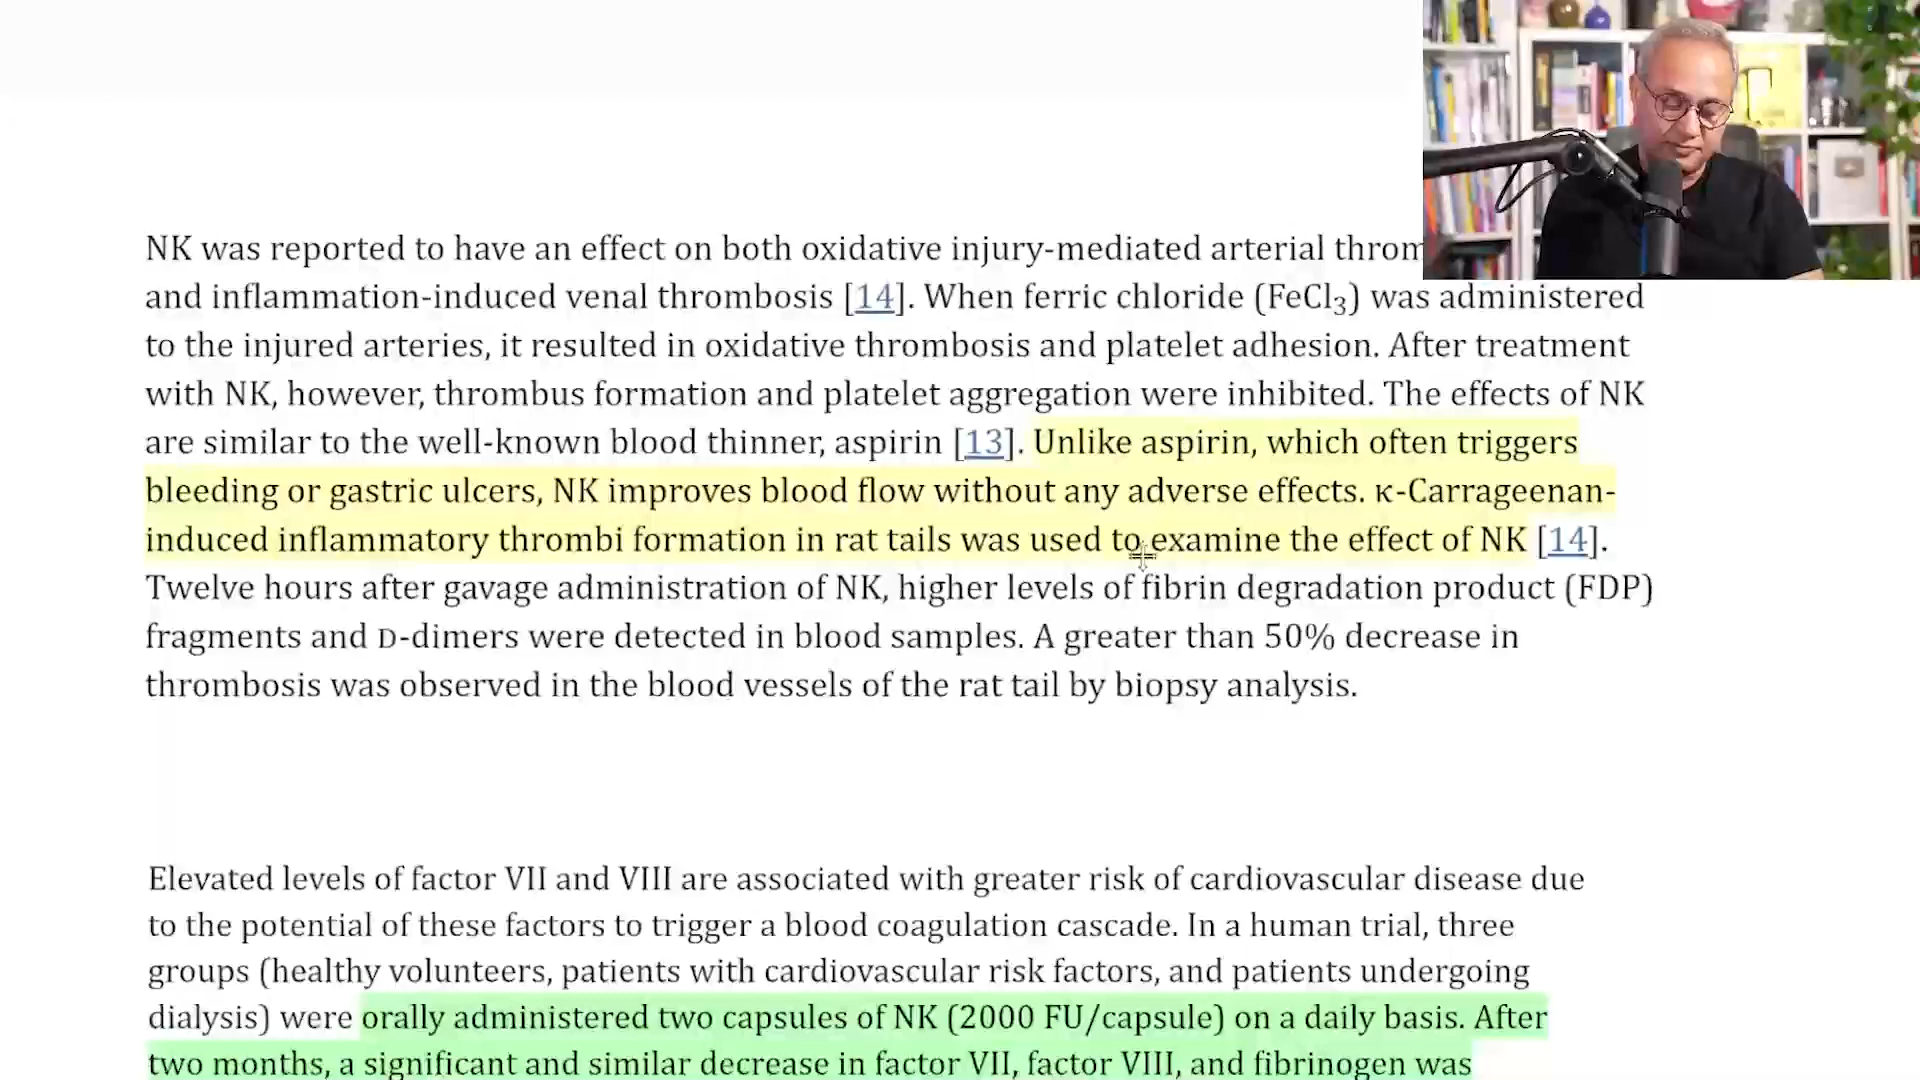 NK was reported to have an effect on both oxidative injury-mediated arterial
and inflammation-induced venal thrombosis [14]. When ferric chloride (FeCl₃) was administered
to the injured arteries, it resulted in oxidative thrombosis and platelet adhesion. After treatment
with NK, however, thrombus formation and platelet aggregation were inhibited. The effects of NK
are similar to the well-known blood thinner, aspirin [13]. Unlike aspirin, which often triggers
bleeding or gastric ulcers, NK improves blood flow without any adverse effects. κ-Carrageenan-
induced inflammatory thrombi formation in rat tails was used to examine the effect of NK [14].
Twelve hours after gavage administration of NK, higher levels of fibrin degradation product (FDP)
fragments and D-dimers were detected in blood samples. A greater than 50% decrease in
thrombosis was observed in the blood vessels of the rat tail by biopsy analysis.
Elevated levels of factor VII and VIII are associated with greater risk of cardiovascular disease due
to the potential of these factors to trigger a blood coagulation cascade. In a human trial, three
groups (healthy volunteers, patients with cardiovascular risk factors, and patients undergoing
dialysis) were orally administered two capsules of NK (2000 FU/capsule) on a daily basis. After
two months, a significant and similar decrease in factor VII, factor VIII, and fibrinogen was